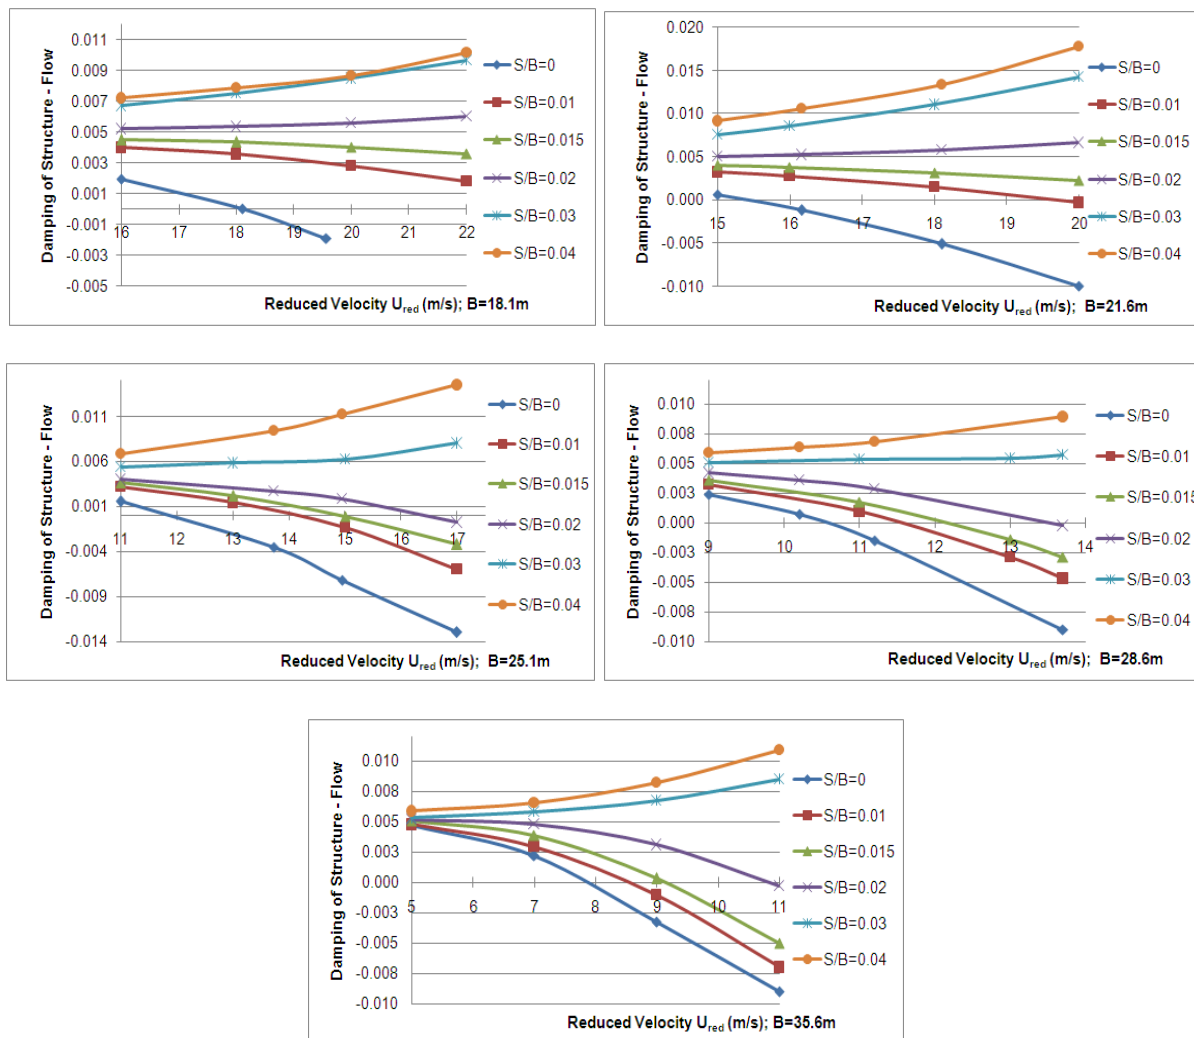 Damping of Structure - Flow
0.011
0.009
0.007
0.005
0.003
0.001
-0.001
-0.003
-0.005
16 17 18 19 20 21 22
S/B=0
S/B=0.01
S/B=0.015
S/B=0.02
S/B=0.03
S/B=0.04
Reduced Velocity Ured (m/s); B=18.1m
Damping of Structure - Flow
0.020
0.015
0.010
0.005
0.000
-0.005
-0.010
15 16 17 18 19 20
S/B=0
S/B=0.01
S/B=0.015
S/B=0.02
S/B=0.03
S/B=0.04
Reduced Velocity Ured (m/s); B=21.6m
Damping of Structure - Flow
0.011
0.006
0.001
-0.004
-0.009
-0.014
11 13 15 17
S/B=0
S/B=0.01
S/B=0.015
S/B=0.02
S/B=0.03
S/B=0.04
Reduced Velocity Ured (m/s); B=25.1m
Damping of Structure - Flow
0.010
0.008
0.005
0.003
0.000
-0.003
-0.005
-0.008
-0.010
9 10 11 12 13 14
S/B=0
S/B=0.01
S/B=0.015
S/B=0.02
S/B=0.03
S/B=0.04
Reduced Velocity Ured (m/s); B=28.6m
Damping of Structure - Flow
0.010
0.008
0.005
0.003
0.000
-0.003
-0.005
-0.008
-0.010
5 7 8 9 10 11
S/B=0
S/B=0.01
S/B=0.015
S/B=0.02
S/B=0.03
S/B=0.04
Reduced Velocity Ured (m/s); B=35.6m